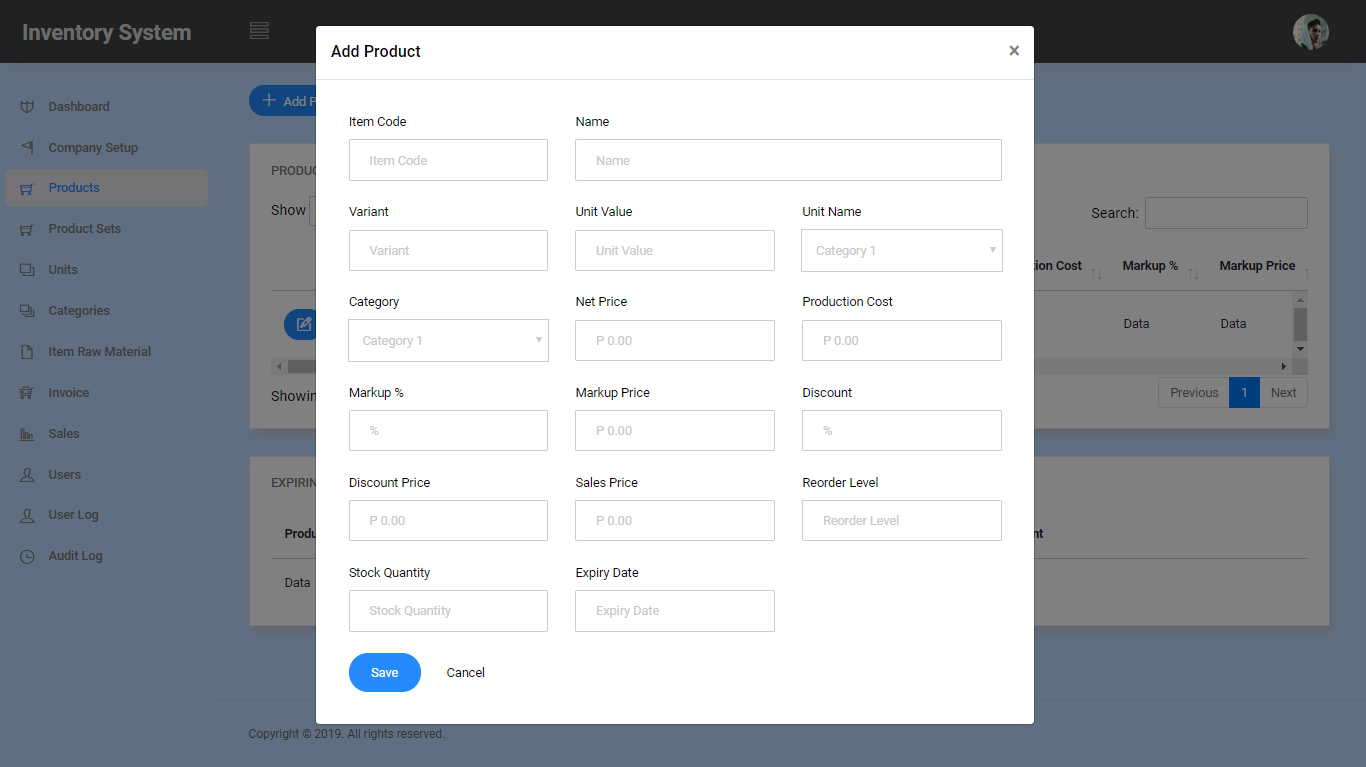 Inventory System
Dashboard
Company Setup
Products
Product Sets
Units
Categories
Item Raw Material
Invoice
Sales
Users
User Log
Audit Log
Add P
PRODUC
Show
Search:
ion Cost
Markup %
Markup Price
Data
Data
Showin
Previous
1
Next
EXPIRIN
Produ
nt
Data
Add Product
×
Item Code
Name
Item Code
Name
Variant
Unit Value
Unit Name
Variant
Unit Value
Category 1
Category
Net Price
Production Cost
Category 1
P 0.00
P 0.00
Markup %
Markup Price
Discount
%
P 0.00
%
Discount Price
Sales Price
Reorder Level
P 0.00
P 0.00
Reorder Level
Stock Quantity
Expiry Date
Stock Quantity
Expiry Date
Save
Cancel
Copyright © 2019. All rights reserved.